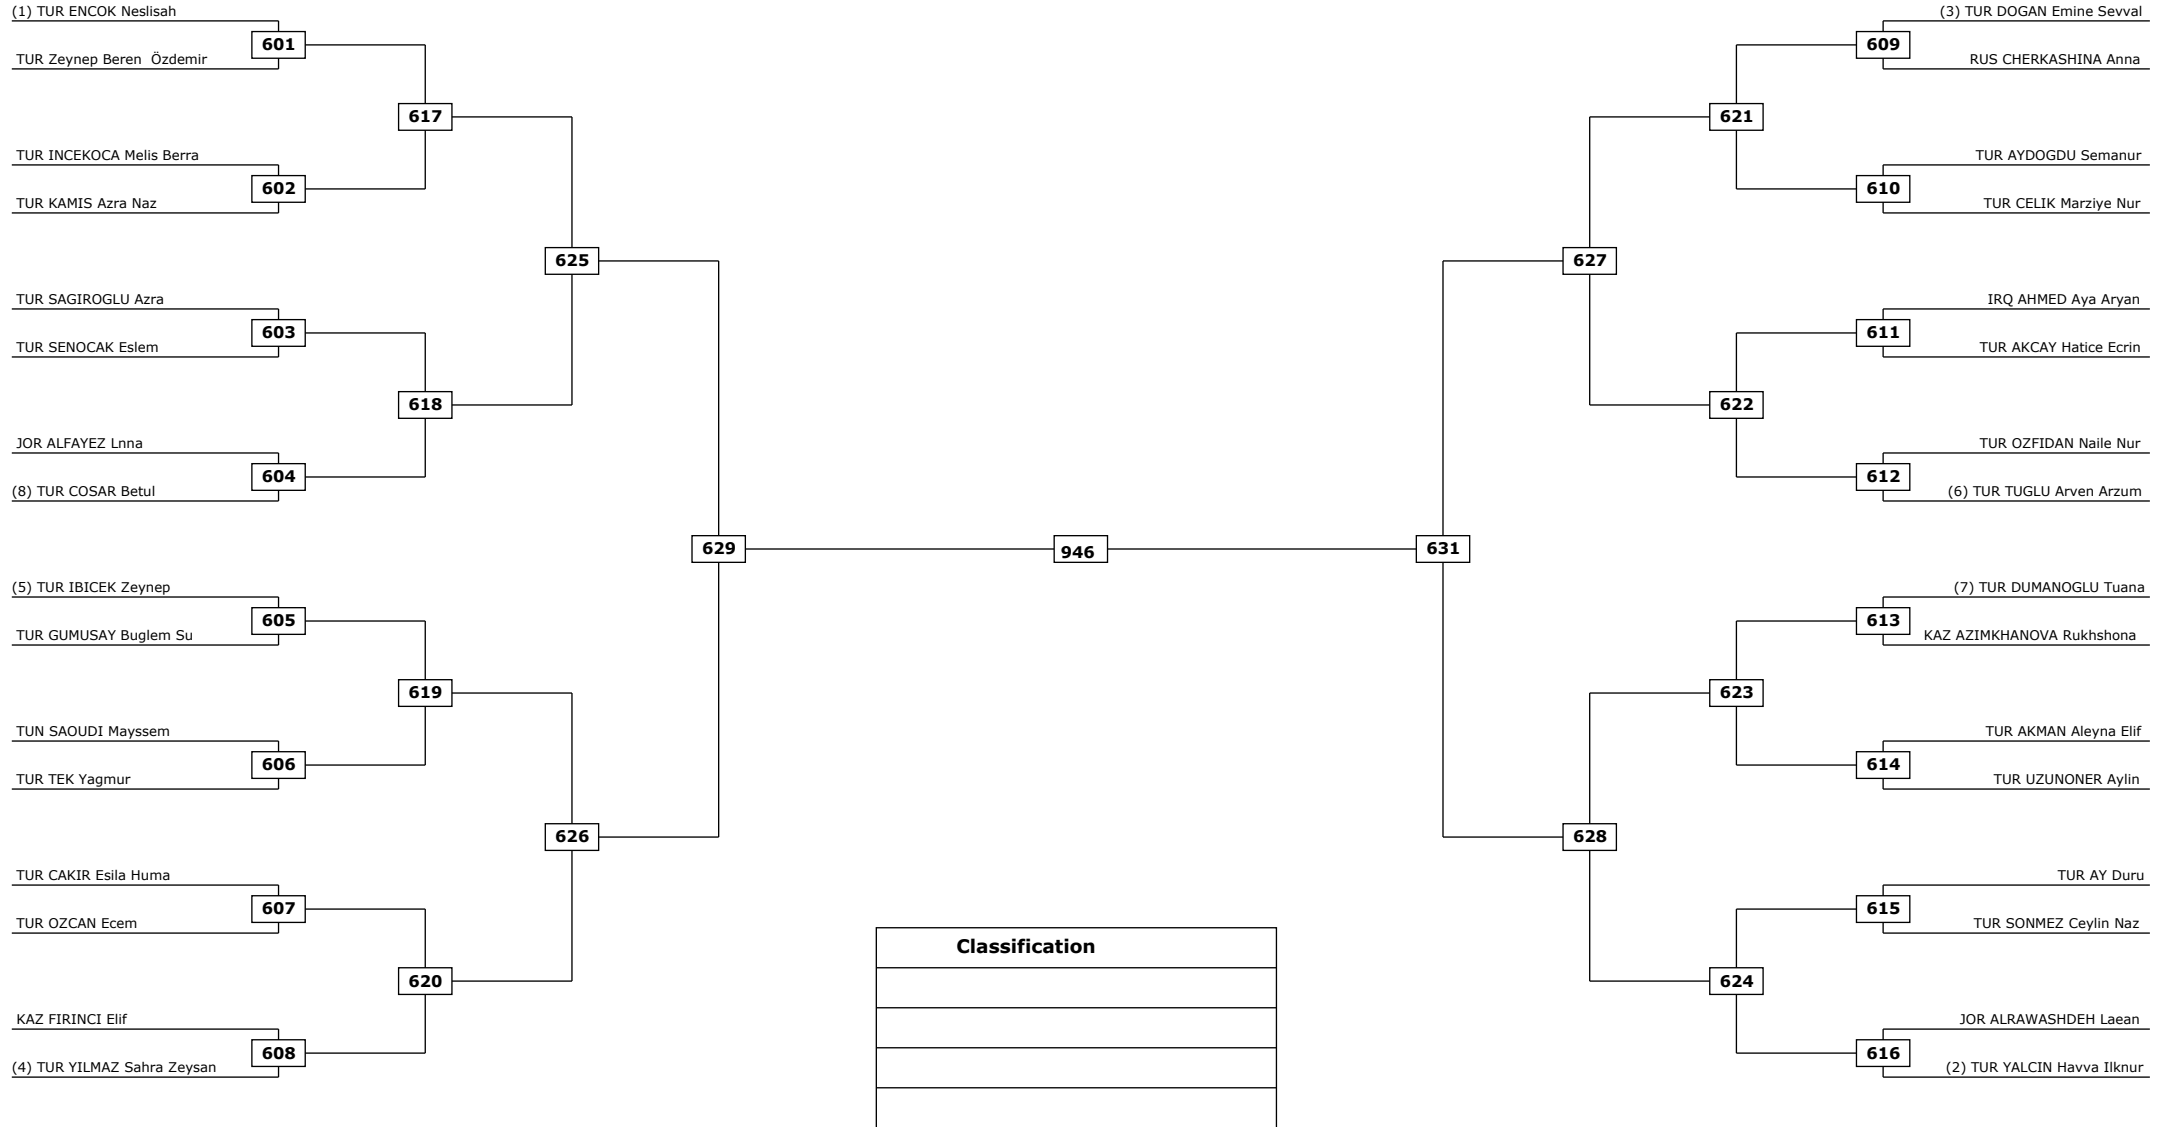 (1) TUR ENCOK Neslisah
601
TUR Zeynep Beren  Özdemir
617
TUR INCEKOCA Melis Berra
602
TUR KAMIS Azra Naz
625
TUR SAGIROGLU Azra
603
TUR SENOCAK Eslem
618
JOR ALFAYEZ Lnna
604
(8) TUR COSAR Betul
629
(5) TUR IBICEK Zeynep
605
TUR GUMUSAY Buglem Su
619
TUN SAOUDI Mayssem
606
TUR TEK Yagmur
626
TUR CAKIR Esila Huma
607
TUR OZCAN Ecem
620
KAZ FIRINCI Elif
608
(4) TUR YILMAZ Sahra Zeysan
946
Classification
(3) TUR DOGAN Emine Sevval
609
RUS CHERKASHINA Anna
621
TUR AYDOGDU Semanur
610
TUR CELIK Marziye Nur
627
IRQ AHMED Aya Aryan
611
TUR AKCAY Hatice Ecrin
622
TUR OZFIDAN Naile Nur
612
(6) TUR TUGLU Arven Arzum
631
(7) TUR DUMANOGLU Tuana
613
KAZ AZIMKHANOVA Rukhshona
623
TUR AKMAN Aleyna Elif
614
TUR UZUNONER Aylin
628
TUR AY Duru
615
TUR SONMEZ Ceylin Naz
624
JOR ALRAWASHDEH Laean
616
(2) TUR YALCIN Havva Ilknur